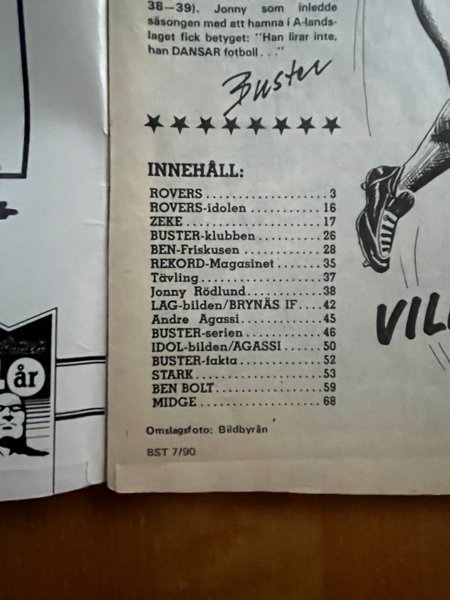 38—39). Jonny som inledde
säsongen med att hamna i A-lands-
laget fick betyget: "Han lirar inte,
han DANSAR fotboll..."
Buster
INNEHÅLL:
ROVERS 3
ROVERS-idolen 16
ZEKE 17
BUSTER-klubben 26
BEN-Friskusen 28
REKORD-Magasinet 35
Tävling 37
Jonny Rödlund 38
LAG-bilden/BRYNÄS IF 42
Andre Agassi 45
BUSTER-serien 46
IDOL-bilden/AGASSI 50
BUSTER-fakta 52
STARK 53
BEN BOLT 59
MIDGE 68
Omslagsfoto: Bildbyrån
BST 7/90
VIL
år